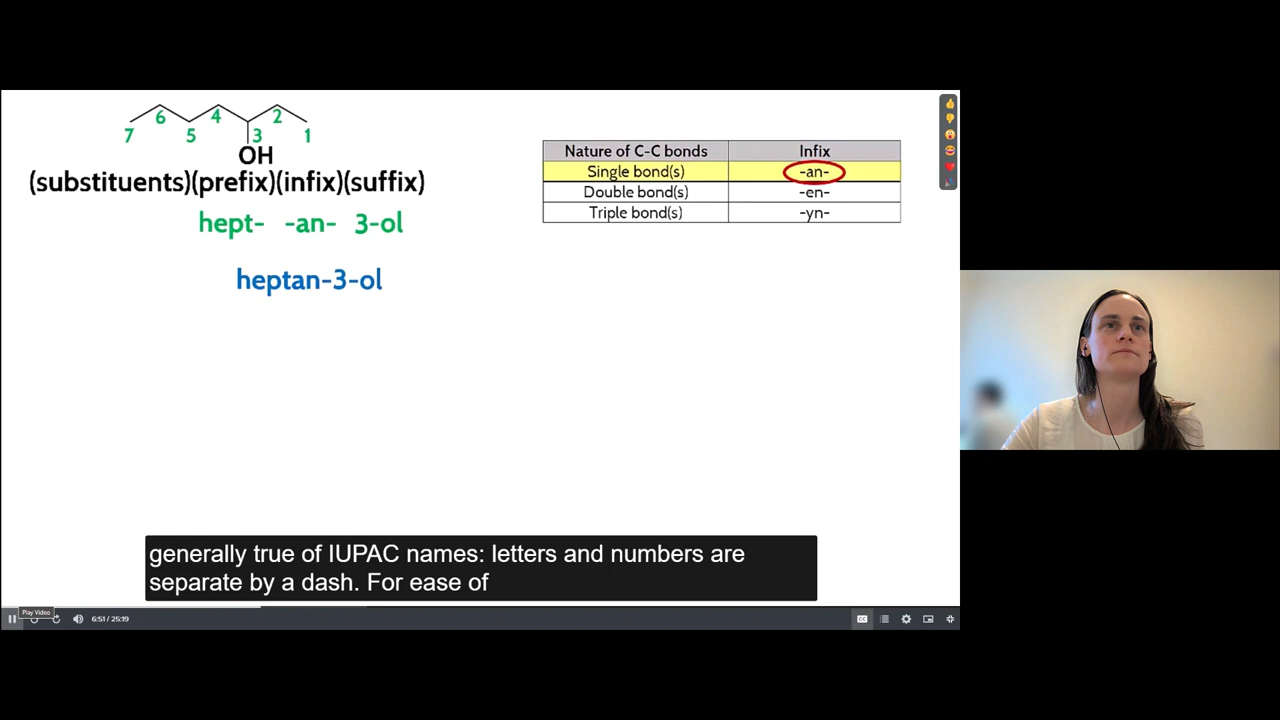 6
4
2
7
5
3
1
OH
(substituents)(prefix)(infix)(suffix)
hept- -an- 3-ol
heptan-3-ol
Nature of C-C bonds Infix
Single bond(s) -an-
Double bond(s) -en-
Triple bond(s) -yn-
generally true of IUPAC names: letters and numbers are
separate by a dash. For ease of
Play Video
6:51 / 25:19
CC